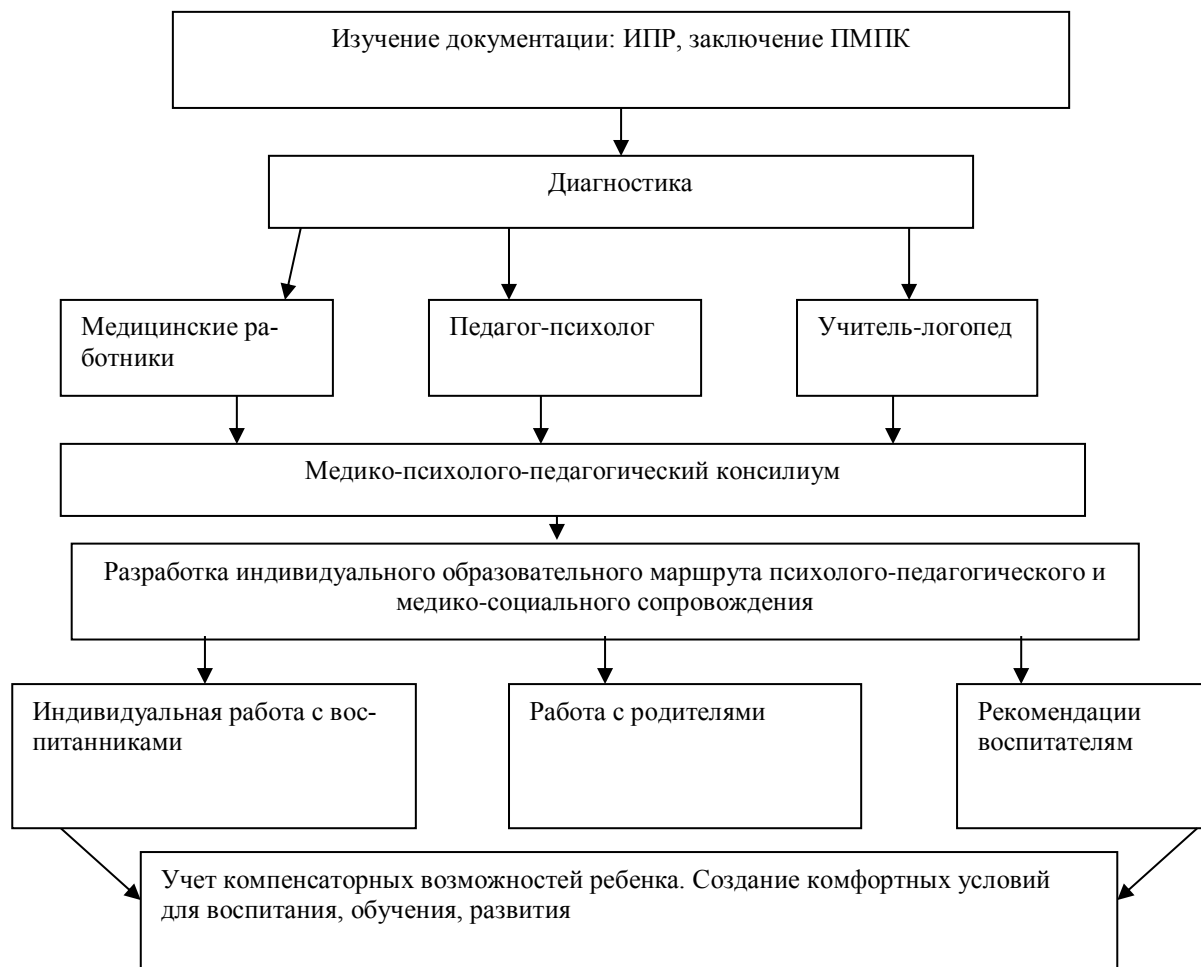 Изучение документации: ИПР, заключение ПМПК
Диагностика
Медицинские ра-
ботники
Педагог-психолог
Учитель-логопед
Медико-психолого-педагогический консилиум
Разработка индивидуального образовательного маршрута психолого-педагогического и
медико-социального сопровождения
Индивидуальная работа с вос-
питанниками
Работа с родителями
Рекомендации
воспитателям
Учет компенсаторных возможностей ребенка. Создание комфортных условий
для воспитания, обучения, развития